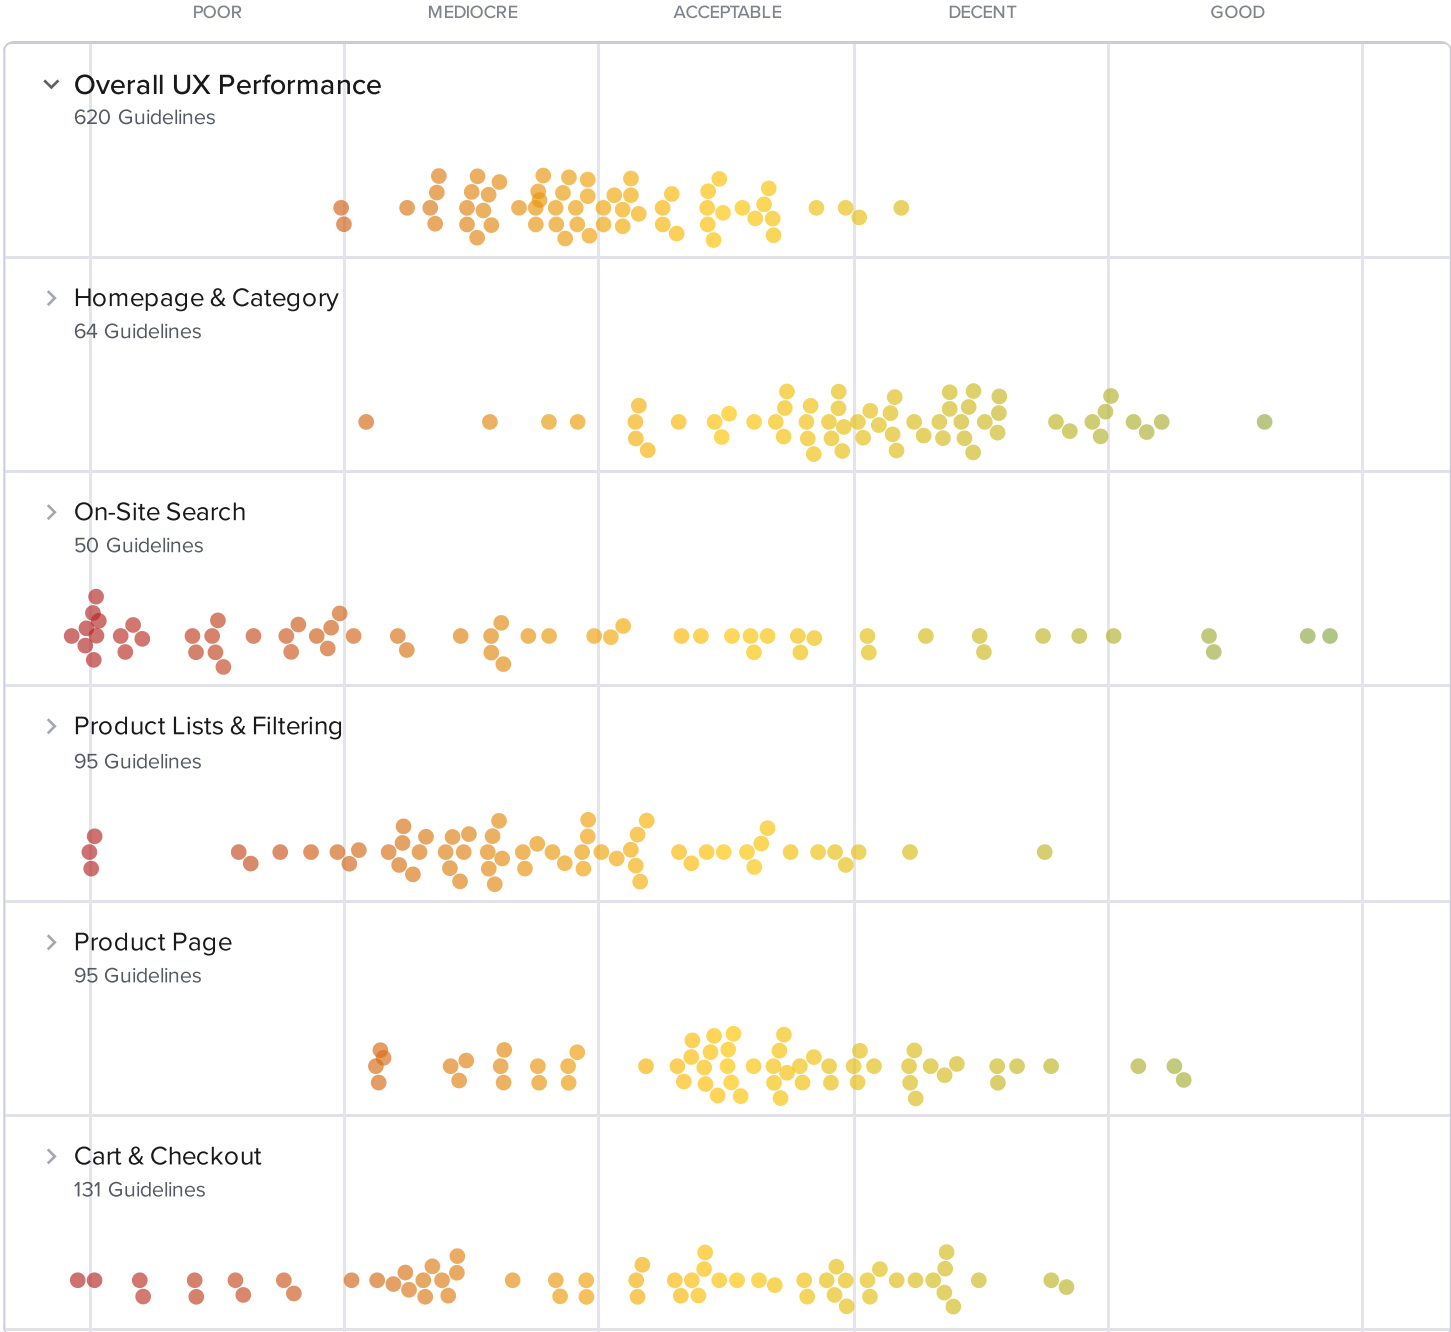 POOR MEDIOCRE ACCEPTABLE DECENT GOOD
Overall UX Performance
620 Guidelines
Homepage & Category
64 Guidelines
On-Site Search
50 Guidelines
Product Lists & Filtering
95 Guidelines
Product Page
95 Guidelines
Cart & Checkout
131 Guidelines